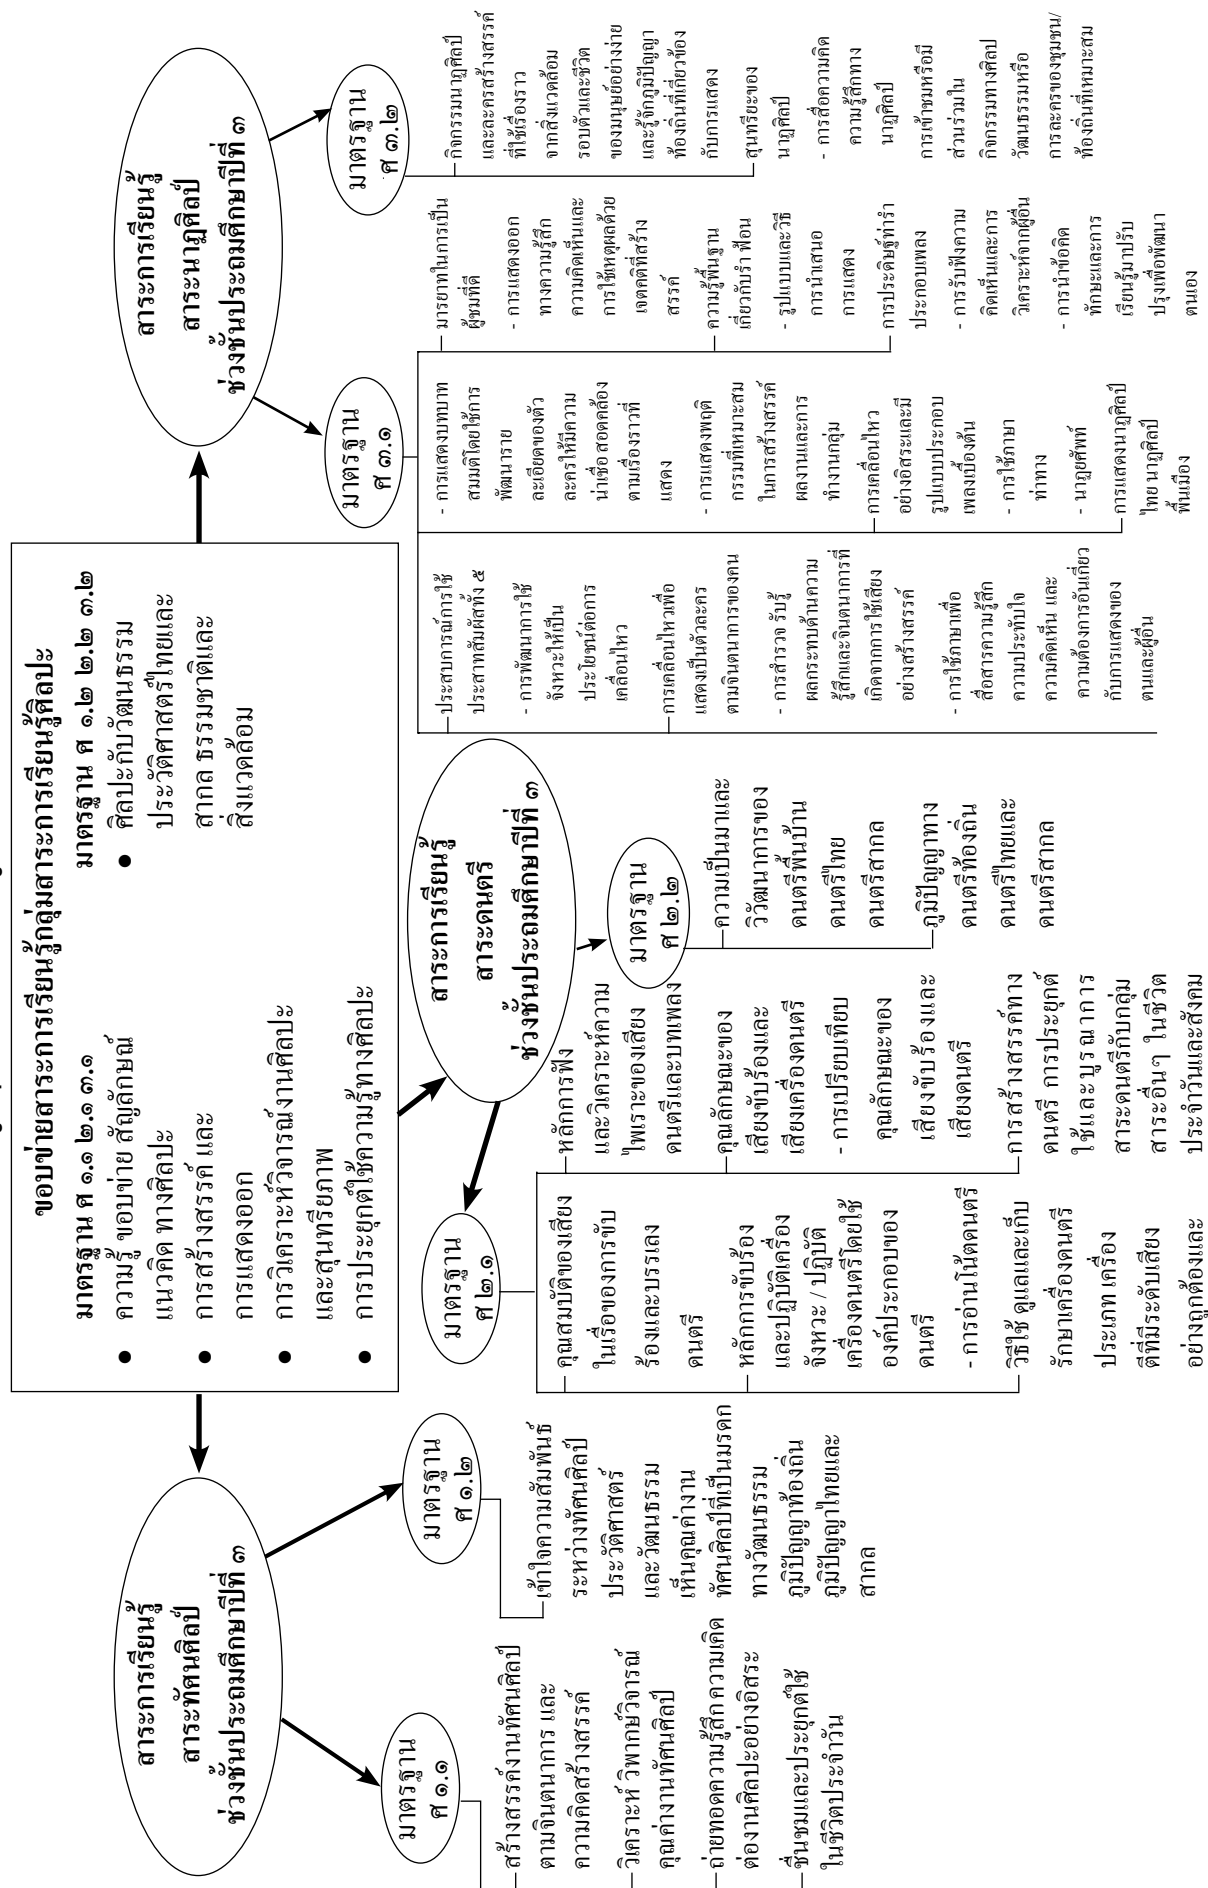 ขอบข่ายสาระการเรียนรู้กลุ่มสาระการเรียนรู้ศิลปะ
มาตรฐาน ศ ๑.๑ ๒.๑ ๓.๑
● ความรู้ ขอบข่าย สัญลักษณ์
แนวคิด ทางศิลปะ
● การสร้างสรรค์ และ
การแสดงออก
● การวิเคราะห์วิจารณ์งานศิลปะ
และสุนทรียภาพ
● การประยุกต์ใช้ความรู้ทางศิลปะ
มาตรฐาน ศ ๑.๒ ๒.๒ ๓.๒
● ศิลปะกับวัฒนธรรม
ประวัติศาสตร์ไทยและ
สากล ธรรมชาติและ
สิ่งแวดล้อม
สาระการเรียนรู้
สาระทัศนศิลป์
ช่วงชั้นประถมศึกษาปีที่ ๓
มาตรฐาน
ศ ๑.๑
สร้างสรรค์งานทัศนศิลป์
ตามจินตนาการ และ
ความคิดสร้างสรรค์
วิเคราะห์ วิพากษ์วิจารณ์
คุณค่างานทัศนศิลป์
ถ่ายทอดความรู้สึก ความคิด
ต่องานศิลปะอย่างอิสระ
ชื่นชมและประยุกต์ใช้
ในชีวิตประจำวัน
มาตรฐาน
ศ ๑.๒
เข้าใจความสัมพันธ์
ระหว่างทัศนศิลป์
ประวัติศาสตร์
และวัฒนธรรม
เห็นคุณค่างาน
ทัศนศิลป์ที่เป็นมรดก
ทางวัฒนธรรม
ภูมิปัญญาท้องถิ่น
ภูมิปัญญาไทยและ
สากล
สาระการเรียนรู้
สาระดนตรี
ช่วงชั้นประถมศึกษาปีที่ ๓
มาตรฐาน
ศ ๒.๑
คุณสมบัติของเสียง
ในเรื่องของการขับ
ร้องและบรรเลง
ดนตรี
หลักการขับร้อง
และปฏิบัติเครื่อง
จังหวะ / ปฏิบัติ
เครื่องดนตรีโดยใช้
องค์ประกอบของ
ดนตรี
- การอ่านโน้ตดนตรี
วิธีใช้ ดูแลและเก็บ
รักษาเครื่องดนตรี
ประเภท เครื่อง
ตีที่มีระดับเสียง
อย่างถูกต้องและ
หลักการฟัง
และวิเคราะห์ความ
ไพเราะของเสียง
ดนตรีและบทเพลง
คุณลักษณะของ
เสียงขับร้องและ
เสียงเครื่องดนตรี
- การเปรียบเทียบ
คุณลักษณะของ
เสียงขับร้องและ
เสียงดนตรี
การสร้างสรรค์ทาง
ดนตรี การประยุกต์
ใช้และบูรณาการ
สาระดนตรีกับกลุ่ม
สาระอื่นๆ ในชีวิต
ประจำวันและสังคม
มาตรฐาน
ศ ๒.๒
ความเป็นมาและ
วิวัฒนาการของ
ดนตรีพื้นบ้าน
ดนตรีไทย
ดนตรีสากล
ภูมิปัญญาทาง
ดนตรีท้องถิ่น
ดนตรีไทยและ
ดนตรีสากล
สาระการเรียนรู้
สาระนาฏศิลป์
ช่วงชั้นประถมศึกษาปีที่ ๓
มาตรฐาน
ศ ๓.๑
ประสบการณ์การใช้
ประสาทสัมผัสทั้ง ๕
- การพัฒนาการใช้
จังหวะให้เป็น
ประโยชน์ต่อการ
เคลื่อนไหว
การเคลื่อนไหวเพื่อ
แสดงเป็นตัวละคร
ตามจินตนาการของตน
- การสำรวจ รับรู้
ผลกระทบด้านความ
รู้สึกและจินตนาการที่
เกิดจากการใช้เสียง
อย่างสร้างสรรค์
- การใช้ภาษาเพื่อ
สื่อสารความรู้สึก
ความประทับใจ
ความคิดเห็น และ
ความต้องการอันเกี่ยว
กับการแสดงของ
ตนและผู้อื่น
- การแสดงบทบาท
สมมติโดยใช้การ
พัฒนาราย
ละเอียดของตัว
ละครให้มีความ
น่าเชื่อ สอดคล้อง
ตามเรื่องราวที่
แสดง
- การแสดงพฤติ
กรรมที่เหมาะสม
ในการสร้างสรรค์
ผลงานและการ
ทำงานกลุ่ม
การเคลื่อนไหว
อย่างอิสระและมี
รูปแบบประกอบ
เพลงเบื้องต้น
- การใช้ภาษา
ท่าทาง
- นาฏยศัพท์
การแสดงนาฏศิลป์
ไทย นาฏศิลป์
พื้นเมือง
มารยาทในการเป็น
ผู้ชมที่ดี
- การแสดงออก
ทางความรู้สึก
ความคิดเห็นและ
การใช้เหตุผลด้วย
เจตคติที่สร้าง
สรรค์
ความรู้พื้นฐาน
เกี่ยวกับรำ ฟ้อน
- รูปแบบและวิธี
การนำเสนอ
การแสดง
การประดิษฐ์ท่ารำ
ประกอบเพลง
- การรับฟังความ
คิดเห็นและการ
วิเคราะห์จากผู้อื่น
- การนำข้อคิด
ทักษะและการ
เรียนรู้มาปรับ
ปรุงเพื่อพัฒนา
ตนเอง
มาตรฐาน
ศ ๓.๒
กิจกรรมนาฏศิลป์
และละครสร้างสรรค์
ที่ใช้เรื่องราว
จากสิ่งแวดล้อม
รอบตัวและชีวิต
ของมนุษย์อย่างง่าย
และรู้จักภูมิปัญญา
ท้องถิ่นที่เกี่ยวข้อง
กับการแสดง
สุนทรียะของ
นาฏศิลป์
- การสื่อความคิด
ความรู้สึกทาง
นาฏศิลป์
การเข้าชมหรือมี
ส่วนร่วมใน
กิจกรรมทางศิลป
วัฒนธรรมหรือ
การละครของชุมชน/
ท้องถิ่นที่เหมาะสม